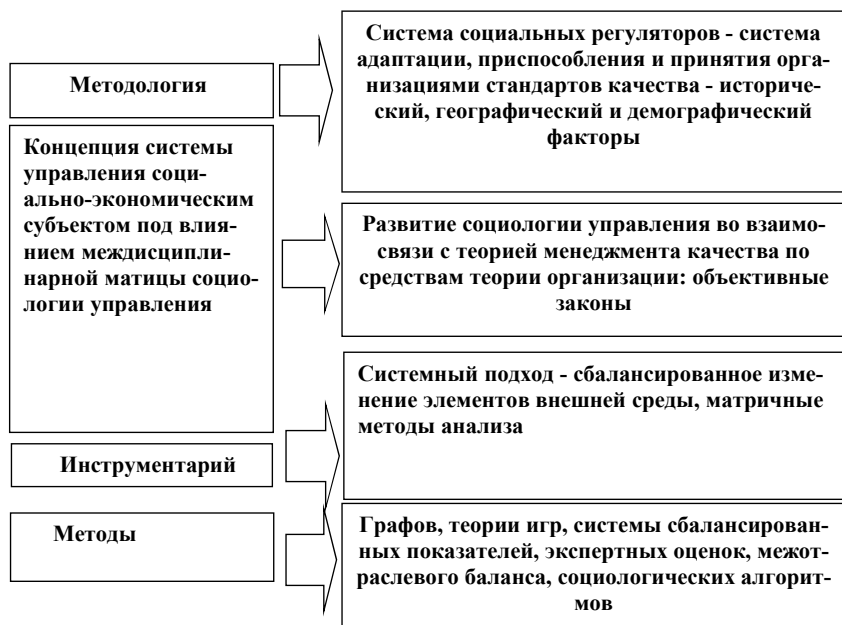 Методология
Система социальных регуляторов - система
адаптации, приспособления и принятия орга-
низациями стандартов качества - историче-
ский, географический и демографический
факторы
Концепция системы
управления соци-
ально-экономическим
субъектом под влия-
нием междисципли-
нарной матицы социо-
логии управления
Развитие социологии управления во взаимо-
связи с теорией менеджмента качества по
средствам теории организации: объективные
законы
Системный подход - сбалансированное изме-
нение элементов внешней среды, матричные
методы анализа
Инструментарий
Методы
Графов, теории игр, системы сбалансирован-
ных показателей, экспертных оценок, межот-
раслевого баланса, социологических алгорит-
мов